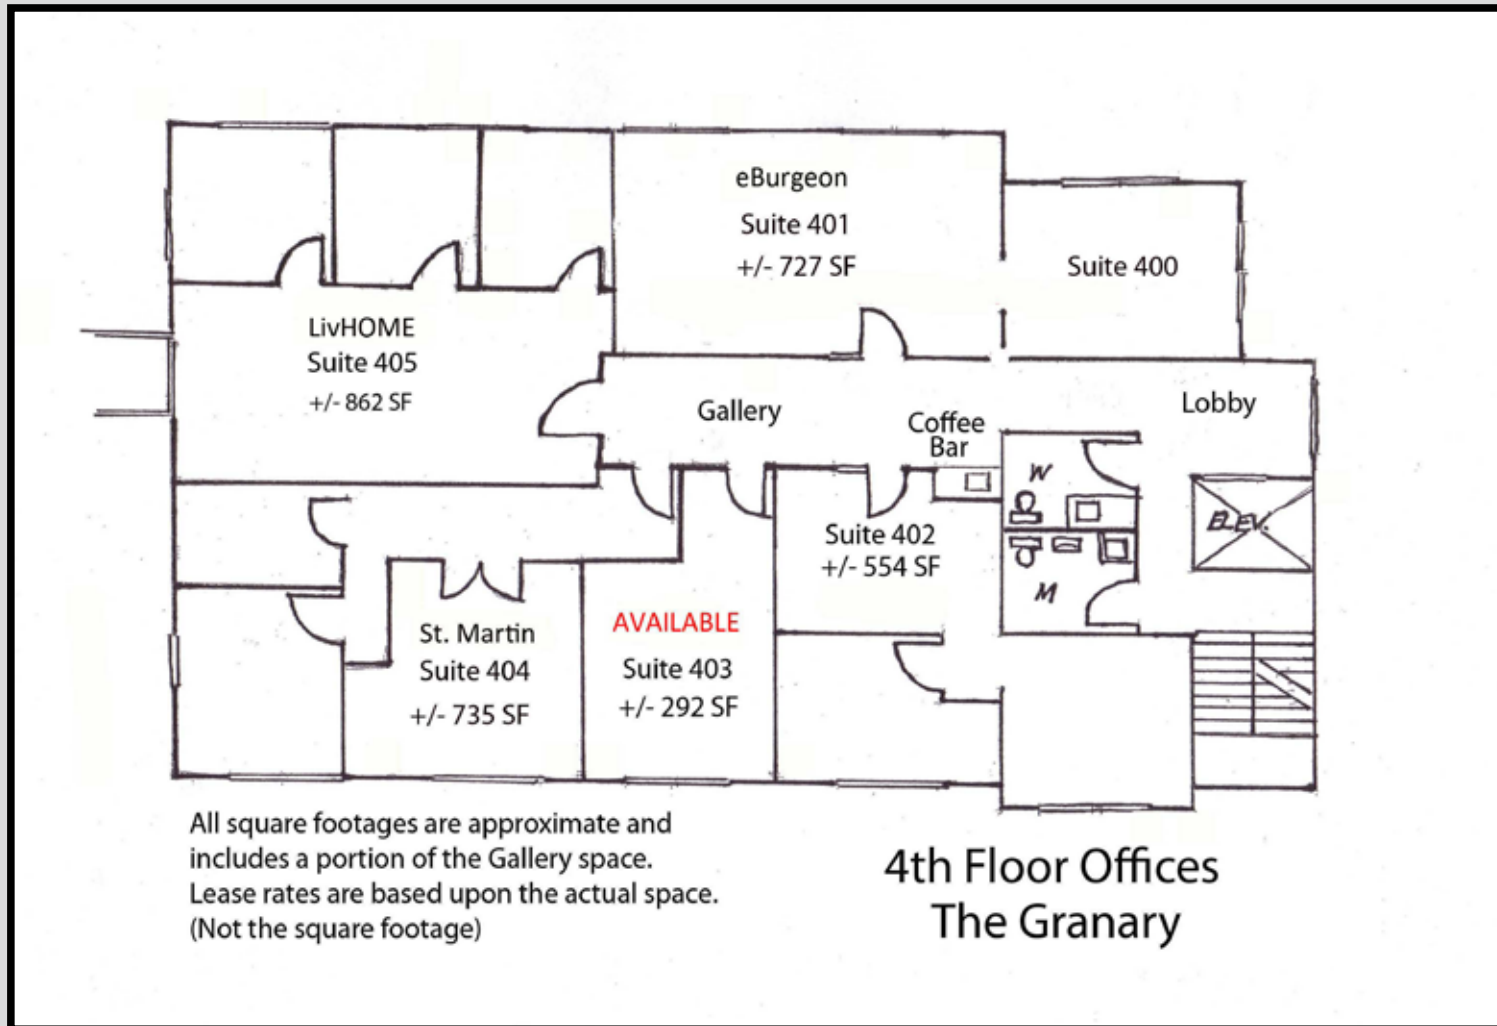 eBurgeon
Suite 401
+/- 727 SF
Suite 400
LivHOME
Suite 405
+/- 862 SF
Gallery
Coffee
Bar
Lobby
W
ELEV.
Suite 402
+/- 554 SF
M
St. Martin
Suite 404
+/- 735 SF
AVAILABLE
Suite 403
+/- 292 SF
All square footages are approximate and
includes a portion of the Gallery space.
Lease rates are based upon the actual space.
(Not the square footage)
4th Floor Offices
The Granary